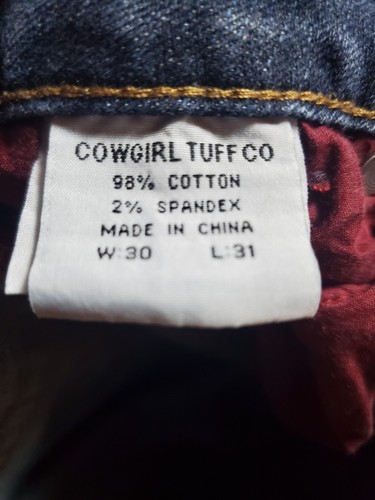 COWGIRL TUFF CO
98% COTTON
2% SPANDEX
MADE IN CHINA
W:30 L:31